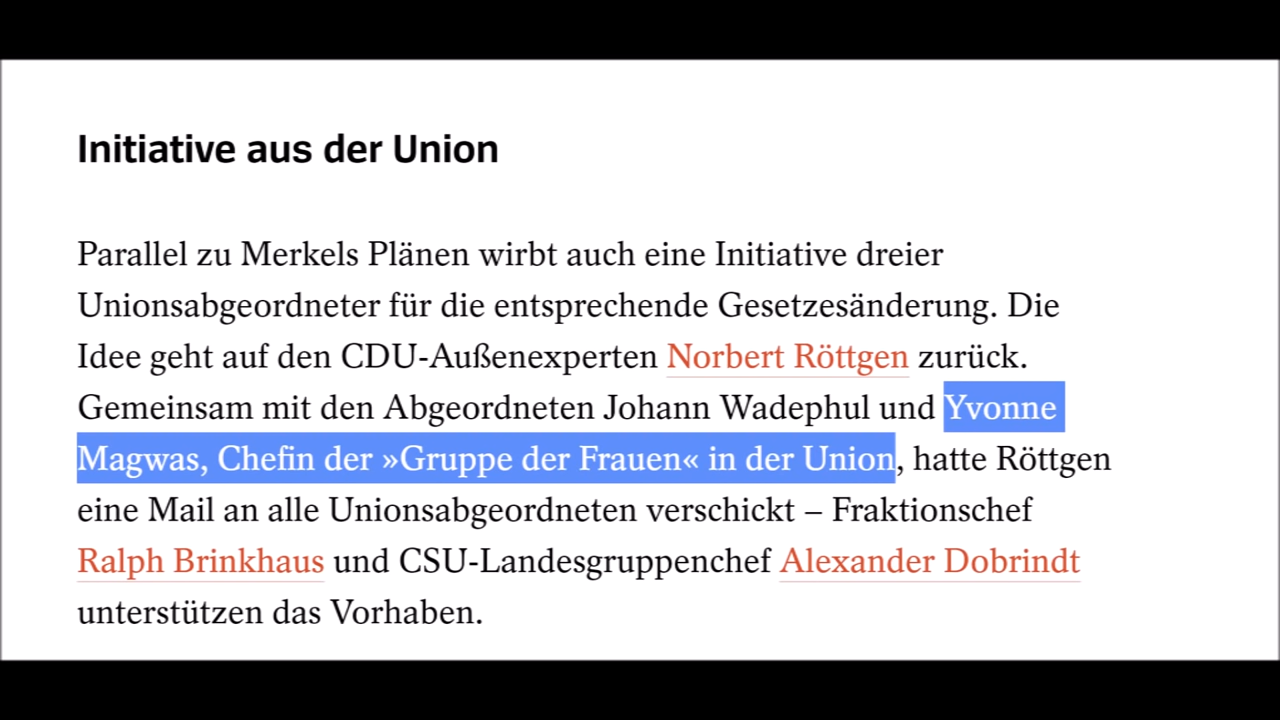 Initiative aus der Union
Parallel zu Merkels Plänen wirbt auch eine Initiative dreier
Unionsabgeordneter für die entsprechende Gesetzesänderung. Die
Idee geht auf den CDU-Außenexperten Norbert Röttgen zurück.
Gemeinsam mit den Abgeordneten Johann Wadephul und Yvonne
Magwas, Chefin der »Gruppe der Frauen« in der Union, hatte Röttgen
eine Mail an alle Unionsabgeordneten verschickt – Fraktionschef
Ralph Brinkhaus und CSU-Landesgruppenchef Alexander Dobrindt
unterstützen das Vorhaben.